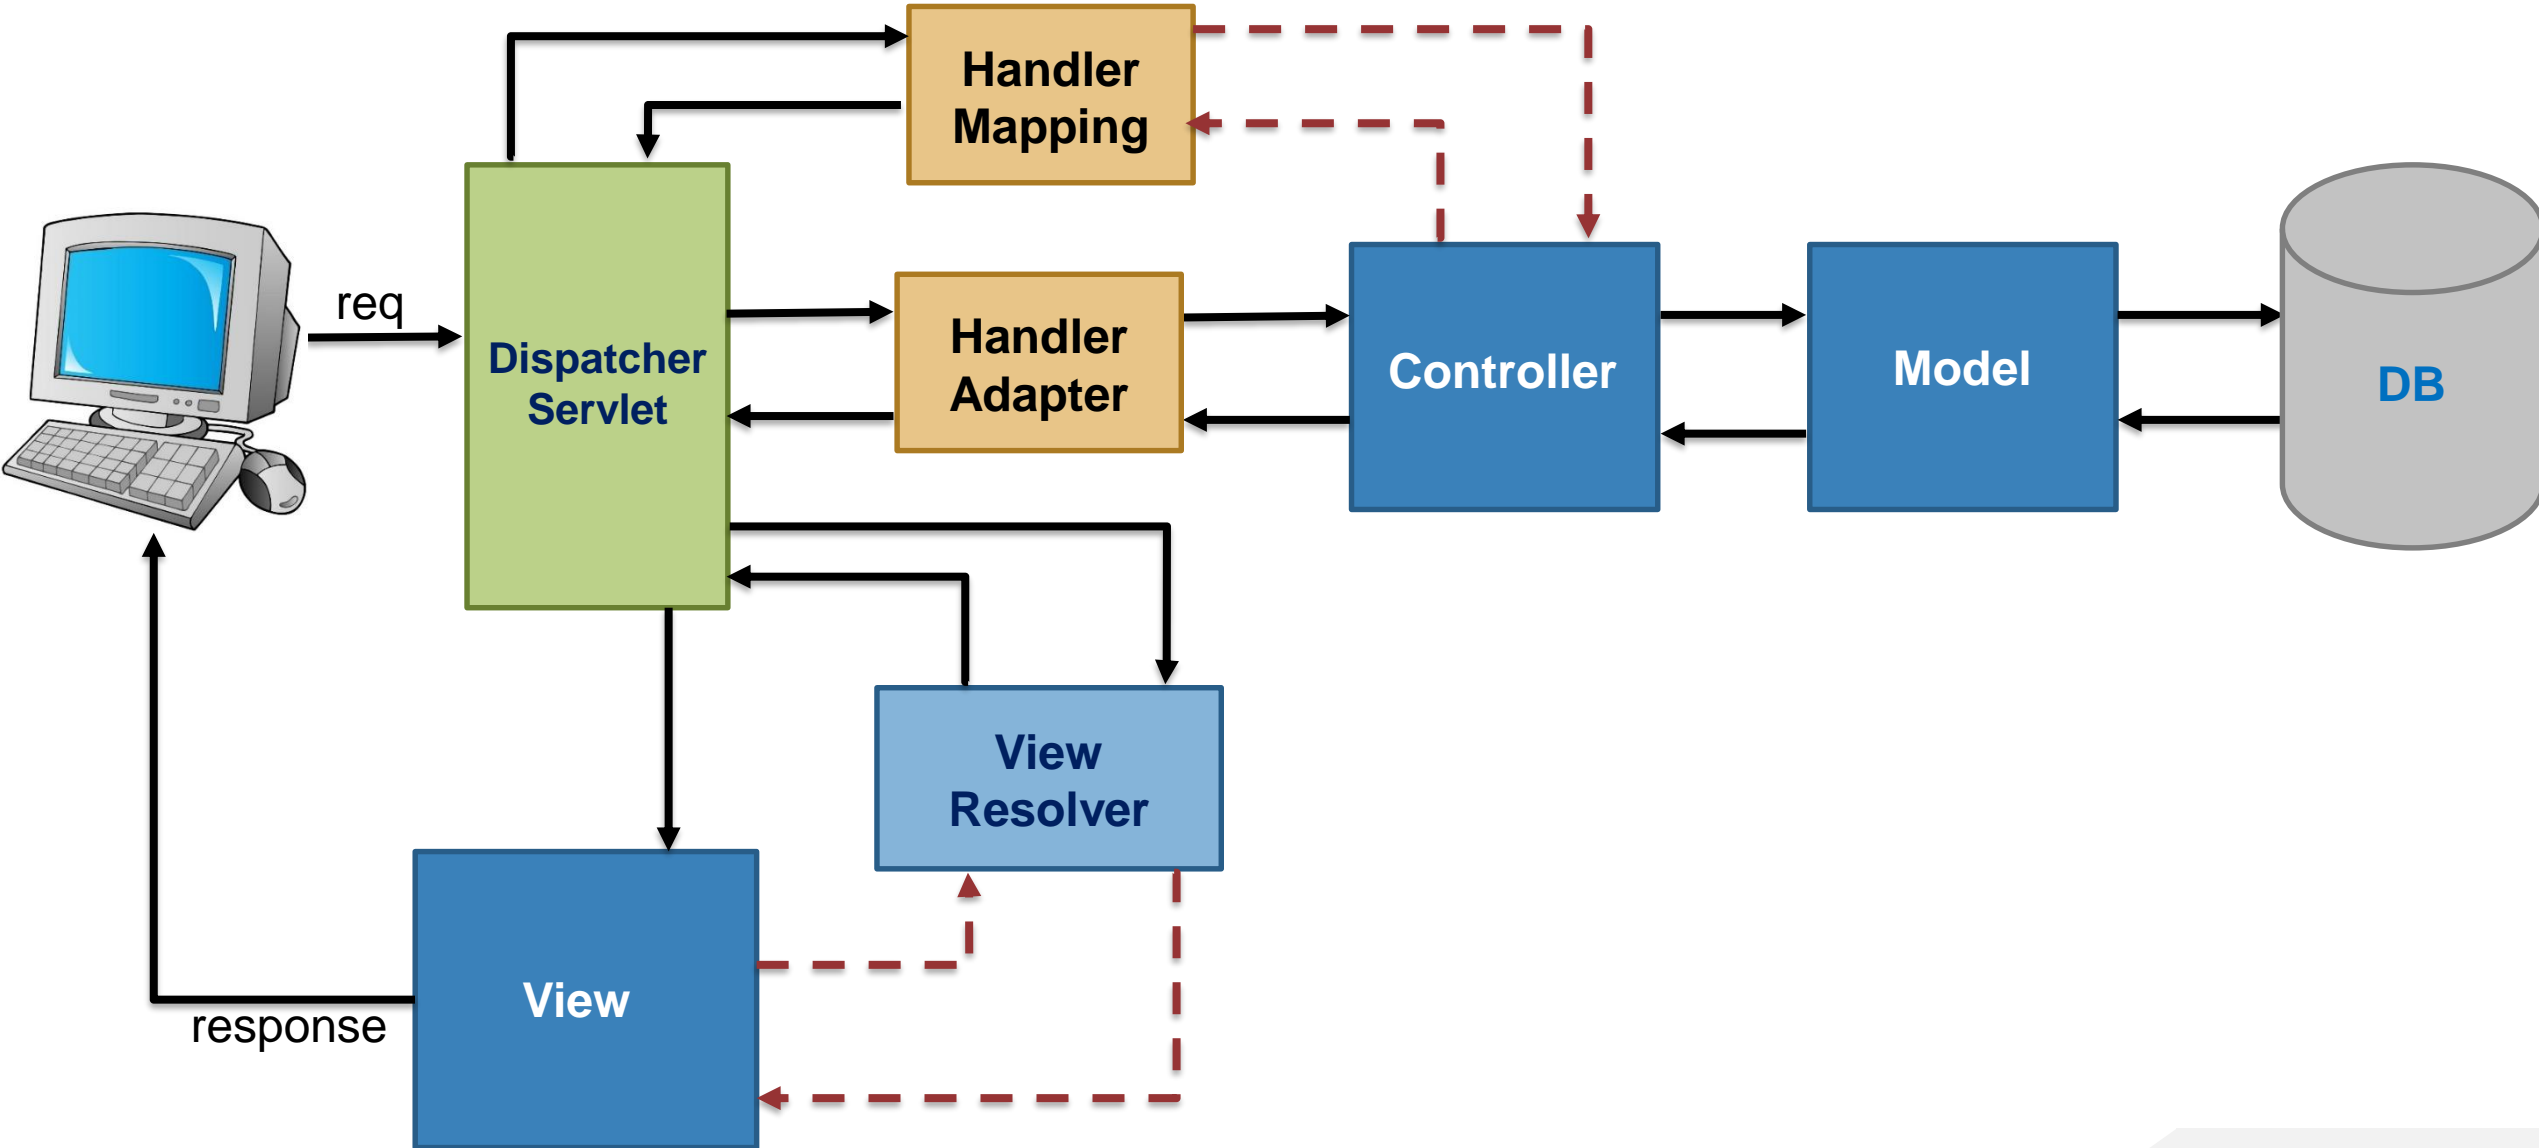 Handler
Mapping
req
Dispatcher
Servlet
Handler
Adapter
Controller
Model
DB
View
Resolver
View
response